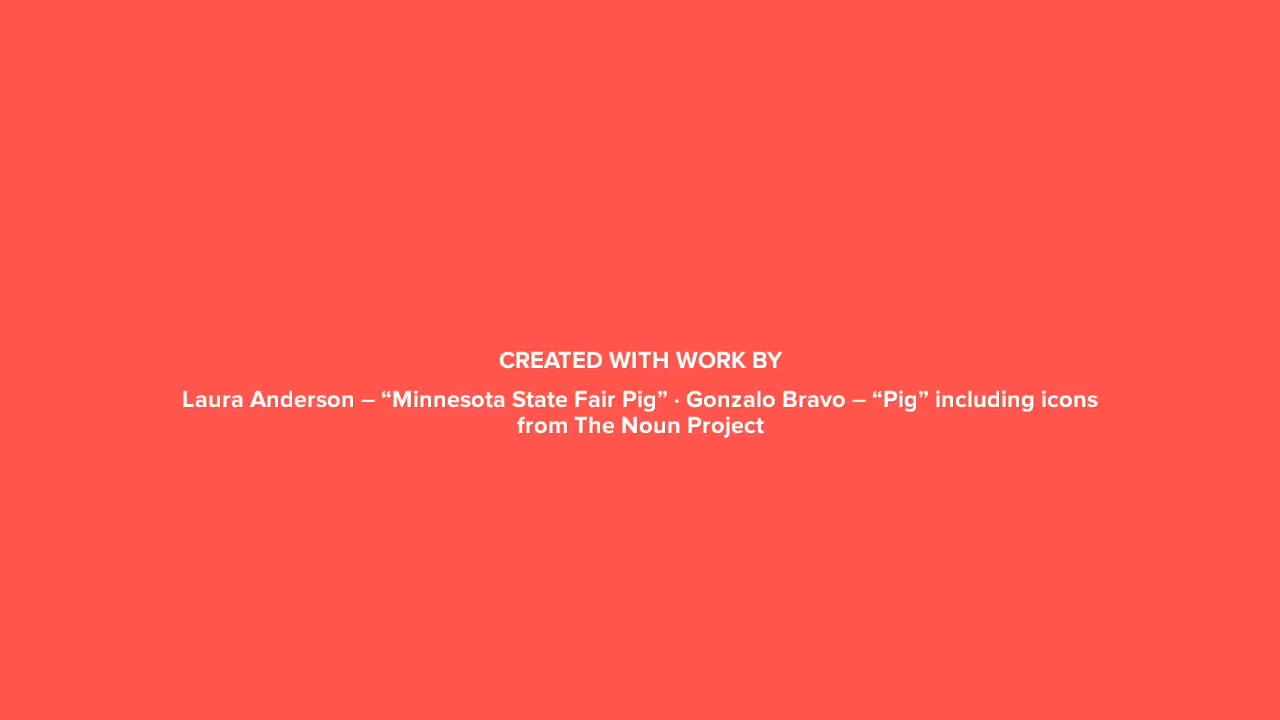 CREATED WITH WORK BY
Laura Anderson – “Minnesota State Fair Pig” · Gonzalo Bravo – “Pig” including icons
from The Noun Project